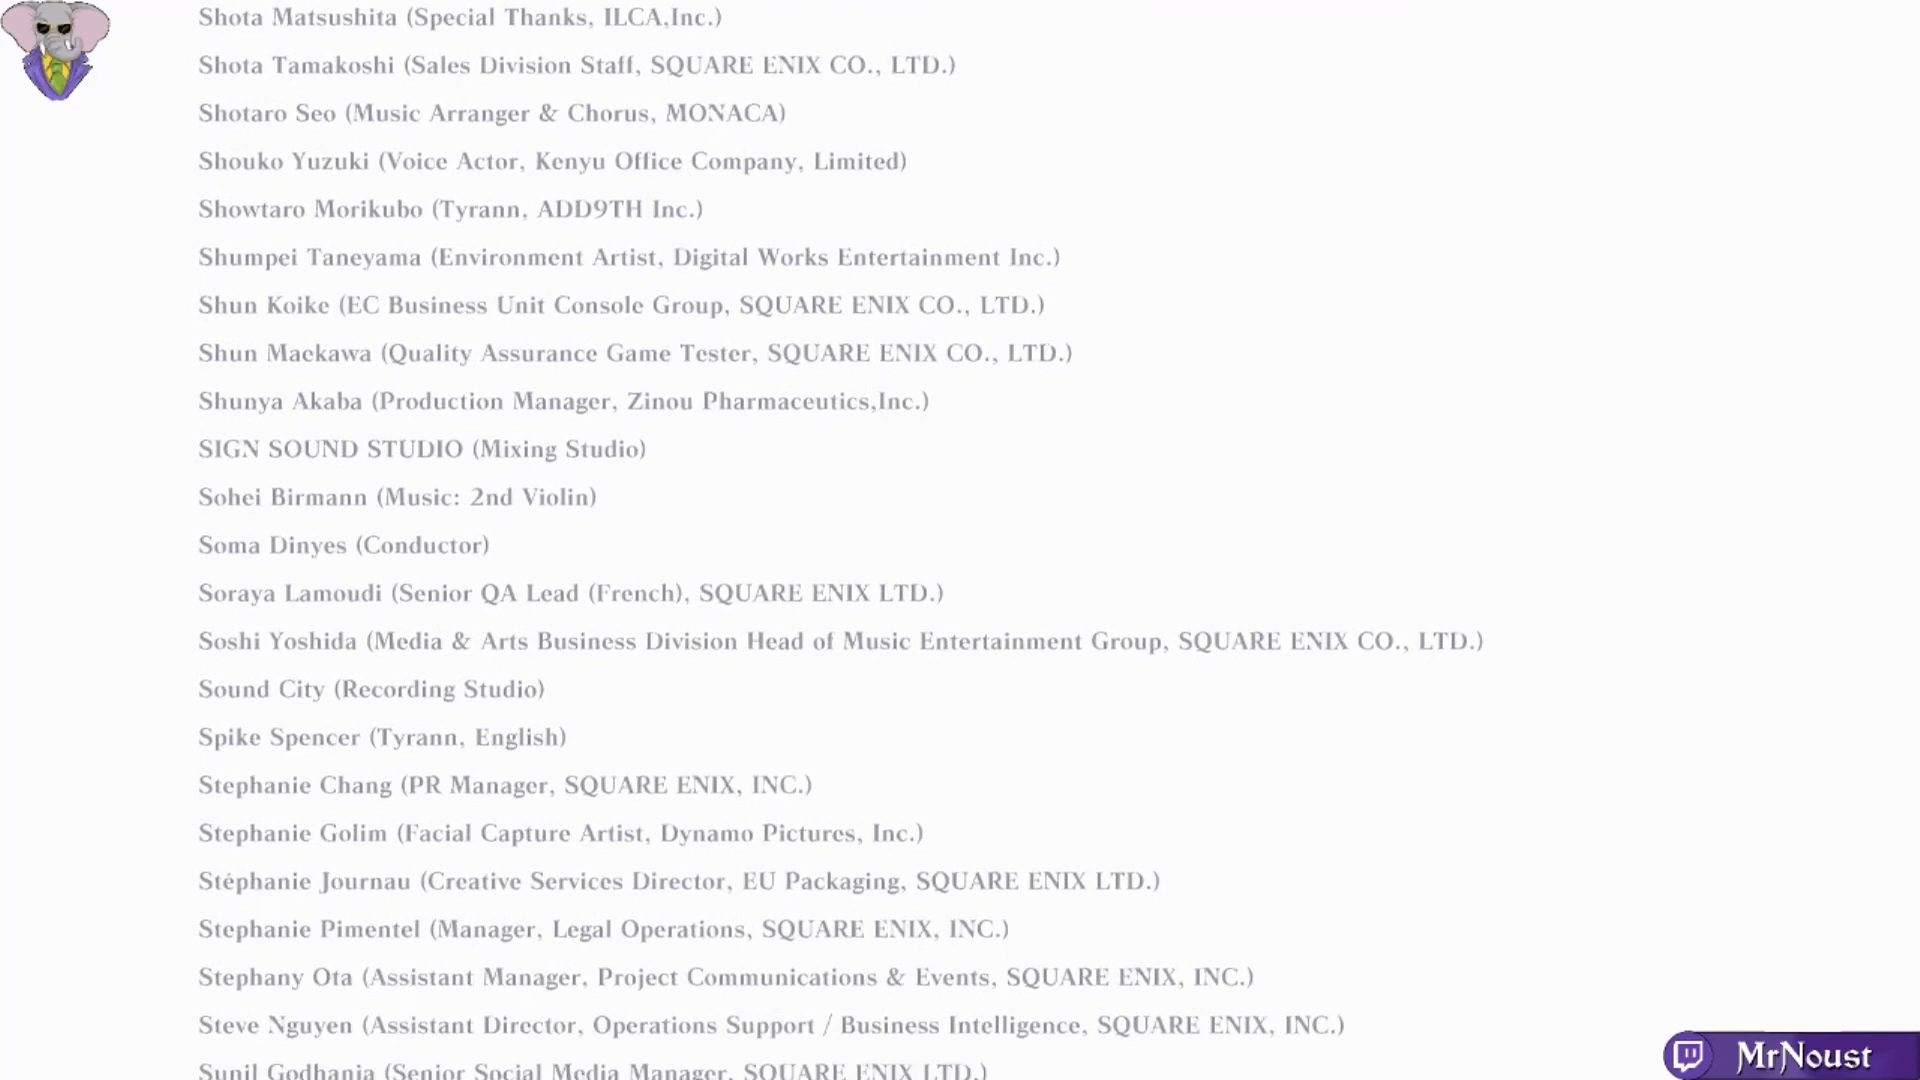 Shota Matsushita (Special Thanks, ILCA,Inc.)
Shota Tamakoshi (Sales Division Staff, SQUARE ENIX CO., LTD.)
Shotaro Seo (Music Arranger & Chorus, MONACA)
Shouko Yuzuki (Voice Actor, Kenyu Office Company, Limited)
Showtaro Morikubo (Tyrann, ADD9TH Inc.)
Shumpei Taneyama (Environment Artist, Digital Works Entertainment Inc.)
Shun Koike (EC Business Unit Console Group, SQUARE ENIX CO., LTD.)
Shun Maekawa (Quality Assurance Game Tester, SQUARE ENIX CO., LTD.)
Shunya Akaba (Production Manager, Zinou Pharmaceutics,Inc.)
SIGN SOUND STUDIO (Mixing Studio)
Sohei Birmann (Music: 2nd Violin)
Soma Dinyes (Conductor)
Soraya Lamoudi (Senior QA Lead (French), SQUARE ENIX LTD.)
Soshi Yoshida (Media & Arts Business Division Head of Music Entertainment Group, SQUARE ENIX CO., LTD.)
Sound City (Recording Studio)
Spike Spencer (Tyrann, English)
Stephanie Chang (PR Manager, SQUARE ENIX, INC.)
Stephanie Golim (Facial Capture Artist, Dynamo Pictures, Inc.)
Stéphanie Journau (Creative Services Director, EU Packaging, SQUARE ENIX LTD.)
Stephanie Pimentel (Manager, Legal Operations, SQUARE ENIX, INC.)
Stephany Ota (Assistant Manager, Project Communications & Events, SQUARE ENIX, INC.)
Steve Nguyen (Assistant Director, Operations Support / Business Intelligence, SQUARE ENIX, INC.)
Sunil Godhania (Senior Social Media Manager, SQUARE ENIX LTD.)
MrNoust